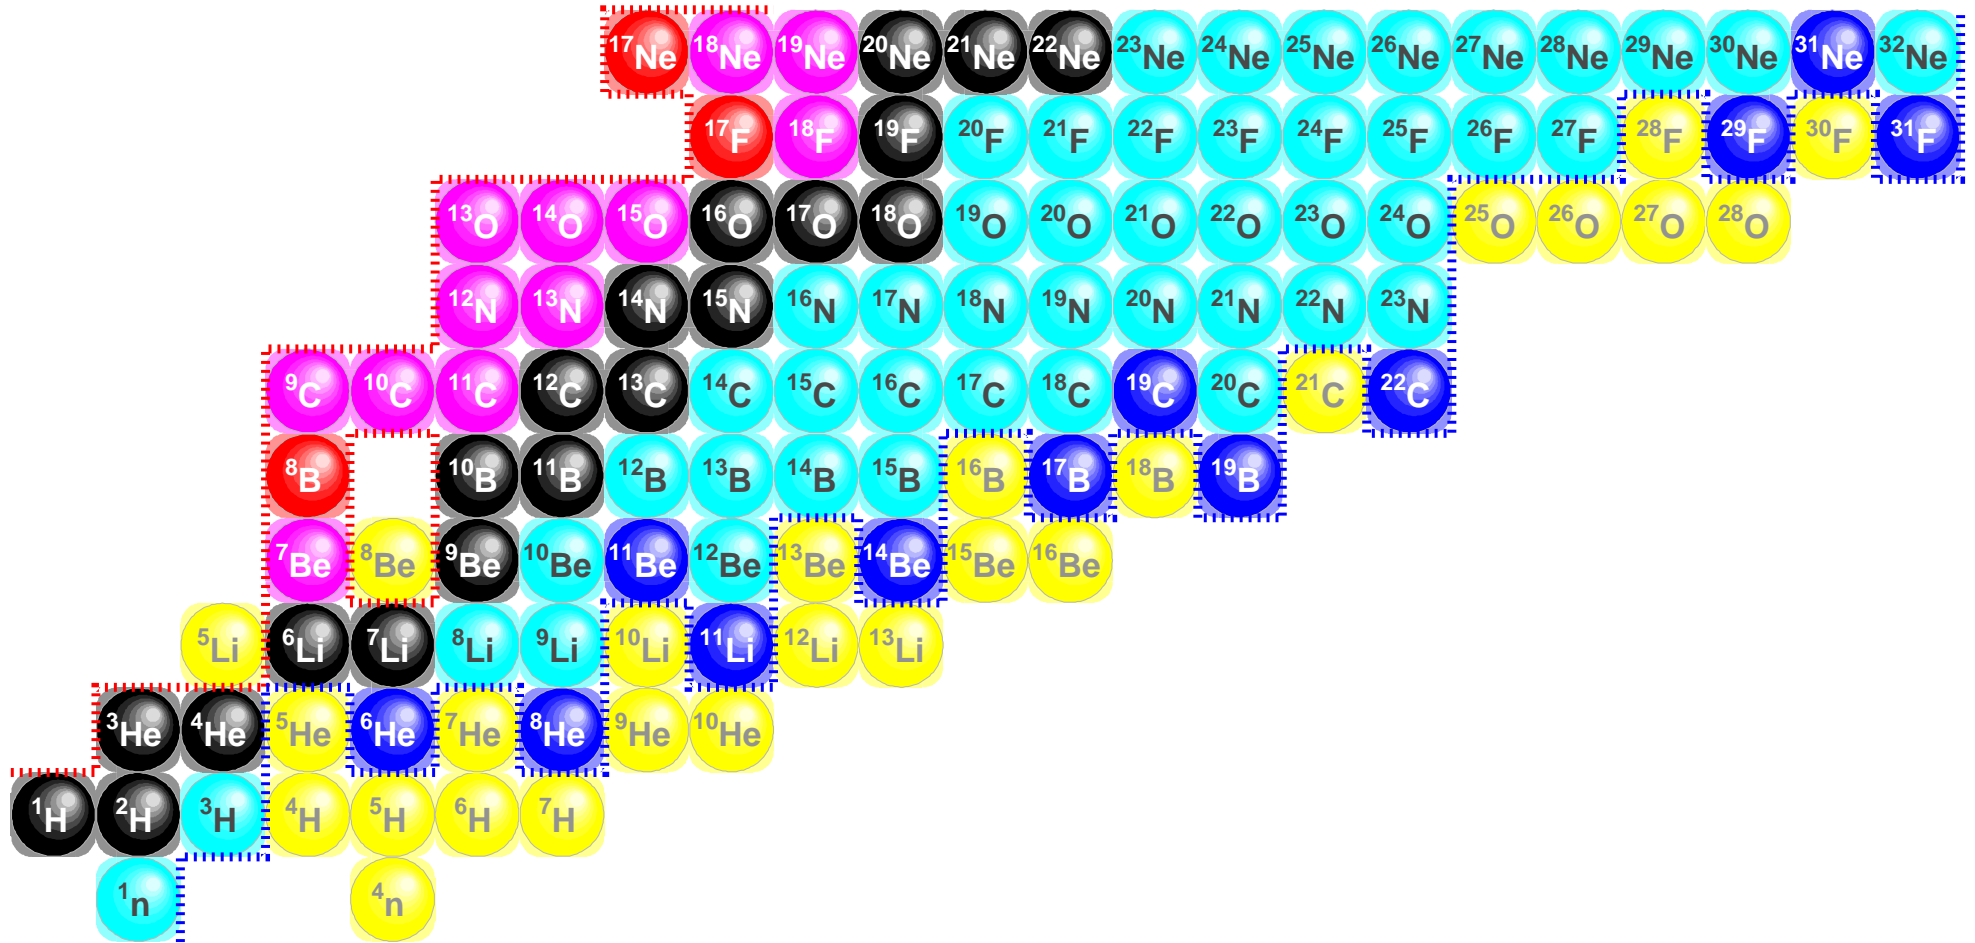 ¹⁷Ne ¹⁸Ne ¹⁹Ne ²⁰Ne ²¹Ne ²²Ne ²³Ne ²⁴Ne ²⁵Ne ²⁶Ne ²⁷Ne ²⁸Ne ²⁹Ne ³⁰Ne ³¹Ne ³²Ne
¹⁷F ¹⁸F ¹⁹F ²⁰F ²¹F ²²F ²³F ²⁴F ²⁵F ²⁶F ²⁷F ²⁸F ²⁹F ³⁰F ³¹F
¹³O ¹⁴O ¹⁵O ¹⁶O ¹⁷O ¹⁸O ¹⁹O ²⁰O ²¹O ²²O ²³O ²⁴O ²⁵O ²⁶O ²⁷O ²⁸O
¹²N ¹³N ¹⁴N ¹⁵N ¹⁶N ¹⁷N ¹⁸N ¹⁹N ²⁰N ²¹N ²²N ²³N
⁹C ¹⁰C ¹¹C ¹²C ¹³C ¹⁴C ¹⁵C ¹⁶C ¹⁷C ¹⁸C ¹⁹C ²⁰C ²¹C ²²C
⁸B ¹⁰B ¹¹B ¹²B ¹³B ¹⁴B ¹⁵B ¹⁶B ¹⁷B ¹⁸B ¹⁹B
⁷Be ⁸Be ⁹Be ¹⁰Be ¹¹Be ¹²Be ¹³Be ¹⁴Be ¹⁵Be ¹⁶Be
⁵Li ⁶Li ⁷Li ⁸Li ⁹Li ¹⁰Li ¹¹Li ¹²Li ¹³Li
³He ⁴He ⁵He ⁶He ⁷He ⁸He ⁹He ¹⁰He
¹H ²H ³H ⁴H ⁵H ⁶H ⁷H
¹n ⁴n